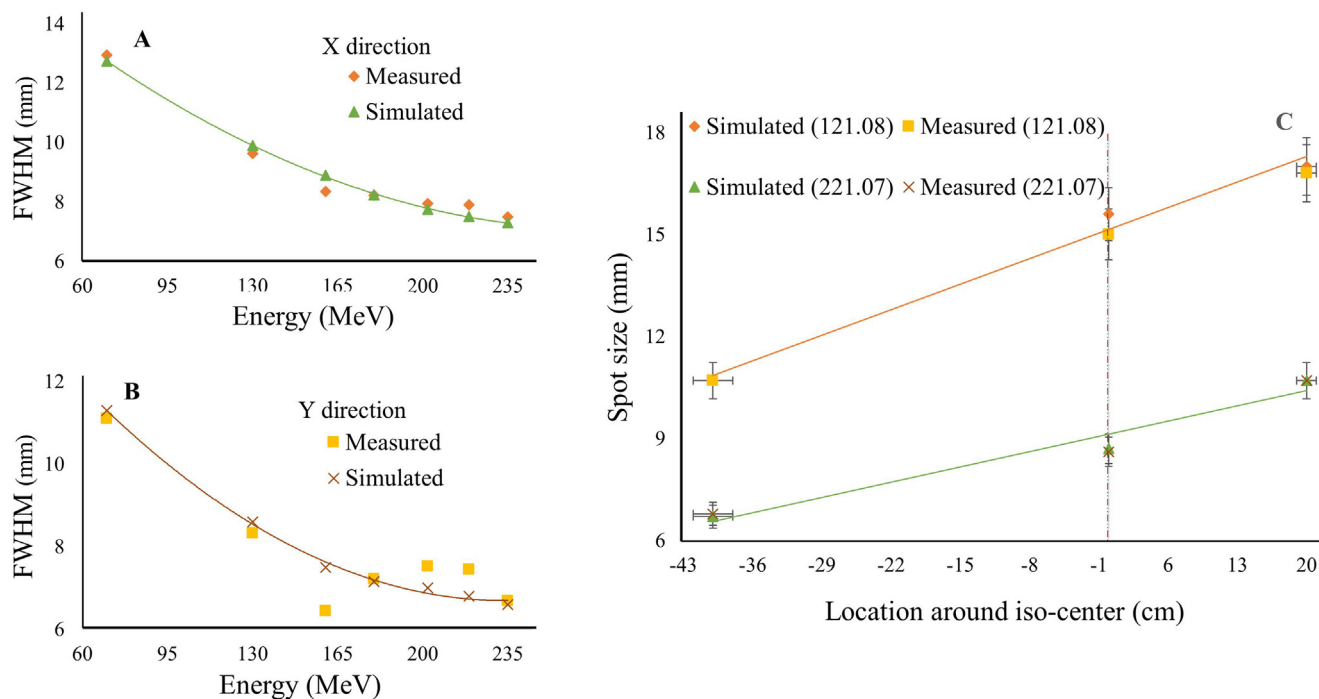 A
X direction
Measured
Simulated
FWHM (mm)
14
12
10
8
6
60 95 130 165 200 235
Energy (MeV)
B
Y direction
Measured
Simulated
FWHM (mm)
12
10
8
6
60 95 130 165 200 235
Energy (MeV)
C
Simulated (121.08) Measured (121.08)
Simulated (221.07) Measured (221.07)
Spot size (mm)
18
15
12
9
6
-43 -36 -29 -22 -15 -8 -1 6 13 20
Location around iso-center (cm)